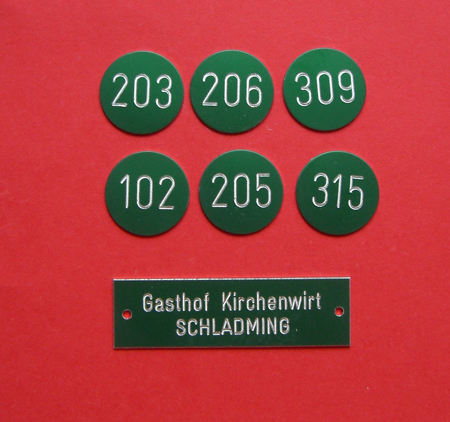 203 206 309
102 205 315
Gasthof Kirchenwirt
SCHLADMING